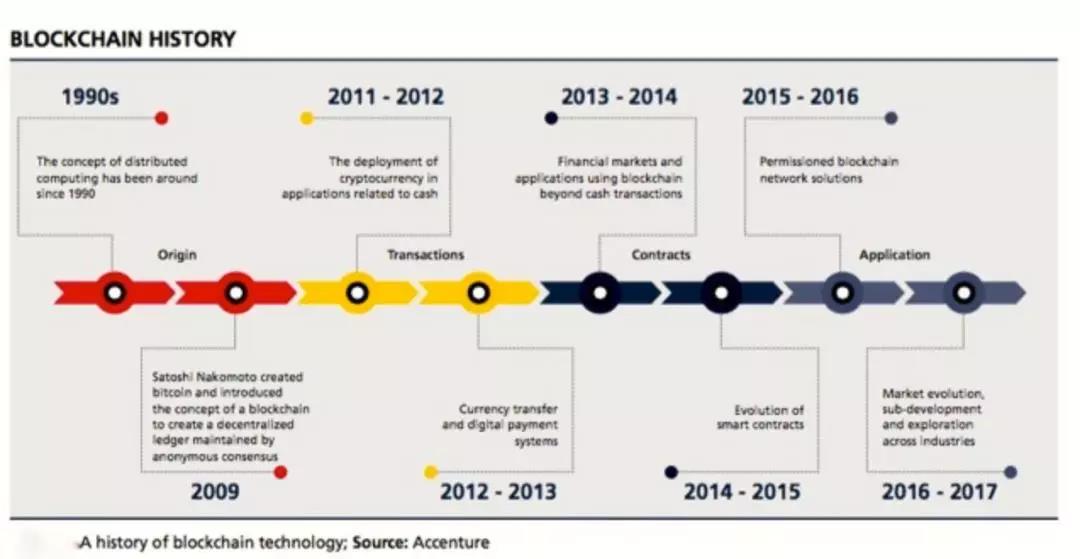 BLOCKCHAIN HISTORY
1990s
The concept of distributed
computing has been around
since 1990
2011 - 2012
The deployment of
cryptocurrency in
applications related to cash
2013 - 2014
Financial markets and
applications using blockchain
beyond cash transactions
2015 - 2016
Permissioned blockchain
network solutions
Origin
Transactions
Contracts
Application
Satoshi Nakomoto created
bitcoin and introduced
the concept of a blockchain
to create a decentralized
ledger maintained by
anonymous consensus
2009
Currency transfer
and digital payment
systems
2012 - 2013
Evolution of
smart contracts
2014 - 2015
Market evolution,
sub-development
and exploration
across industries
2016 - 2017
A history of blockchain technology; Source: Accenture